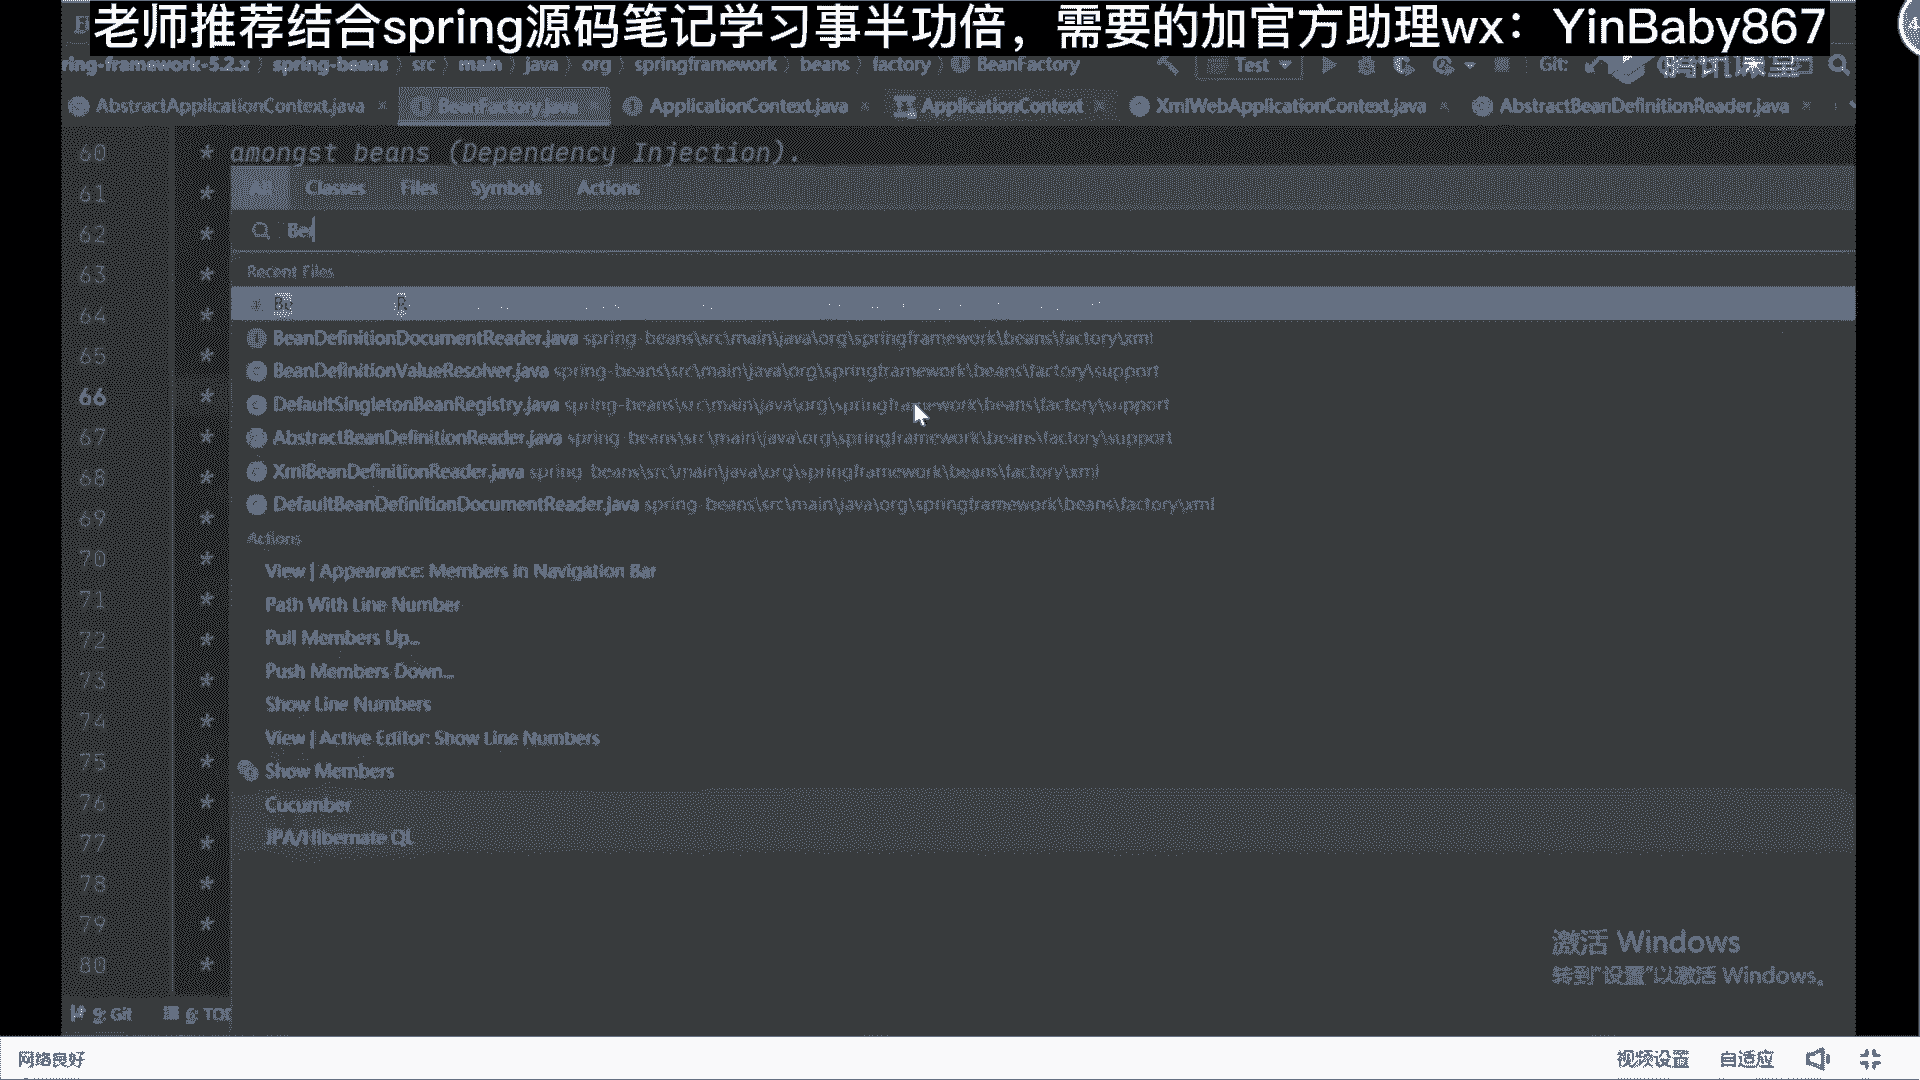 老师推荐结合spring源码笔记学习事半功倍，需要的加官方助理wx：YinBaby867
ring-framework-5.2.x › spring-beans › src › main › java › org › springframework › beans › factory › BeanFactory Test Git: 腾讯课堂
AbstractApplicationContext.java BeanFactory.java ApplicationContext.java ApplicationContext XmlWebApplicationContext.java AbstractBeanDefinitionReader.java
60 * amongst beans (Dependency Injection).
61 * All Classes Files Symbols Actions
62 *
63 * Recent Files
64 *
BeanDefinitionDocumentReader.java spring-beans\src\main\java\org\springframework\beans\factory\xml
65 * BeanDefinitionValueResolver.java spring-beans\src\main\java\org\springframework\beans\factory\support
66 * DefaultSingletonBeanRegistry.java spring-beans\src\main\java\org\springframework\beans\factory\support
67 * AbstractBeanDefinitionReader.java spring-beans\src\main\java\org\springframework\beans\factory\support
68 * XmlBeanDefinitionReader.java spring-beans\src\main\java\org\springframework\beans\factory\xml
69 * DefaultBeanDefinitionDocumentReader.java spring-beans\src\main\java\org\springframework\beans\factory\xml
Actions
70 * View | Appearance: Members in Navigation Bar
71 * Path With Line Number
72 * Pull Members Up...
73 * Push Members Down...
74 * Show Line Numbers
View | Active Editor: Show Line Numbers
75 * Show Members
76 * Cucumber
77 * JPA/Hibernate QL
78 *
79 *
激活 Windows
80 *
转到"设置"以激活 Windows。
9: Git 6: TOD
网络良好 视频设置 自适应